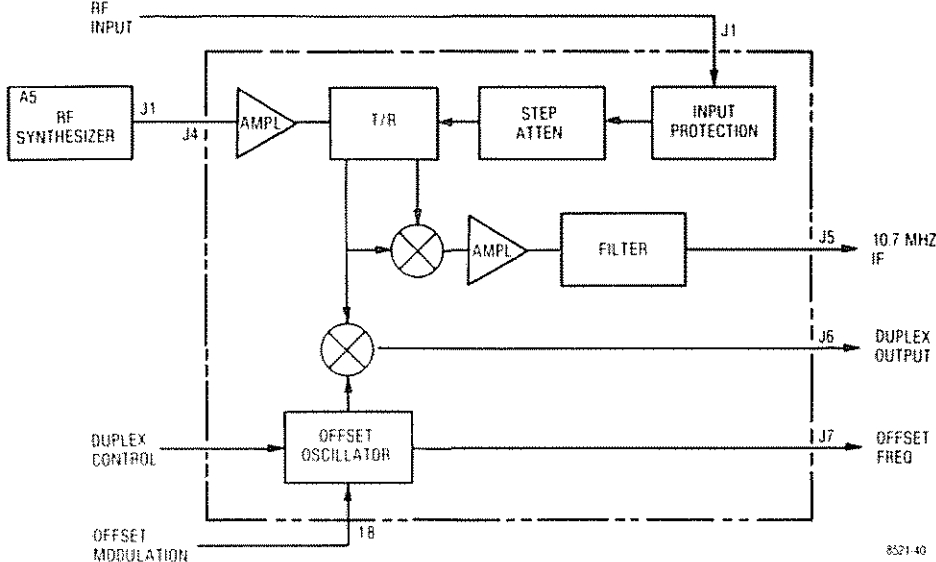 RF
INPUT
J1
A5
RF
SYNTHESIZER
J1
J4
AMPL
T/R
STEP
ATTEN
INPUT
PROTECTION
AMPL
FILTER
J5
10.7 MHZ
IF
J6
DUPLEX
OUTPUT
DUPLEX
CONTROL
OFFSET
OSCILLATOR
J7
OFFSET
FREQ
18
OFFSET
MODULATION
8521-40